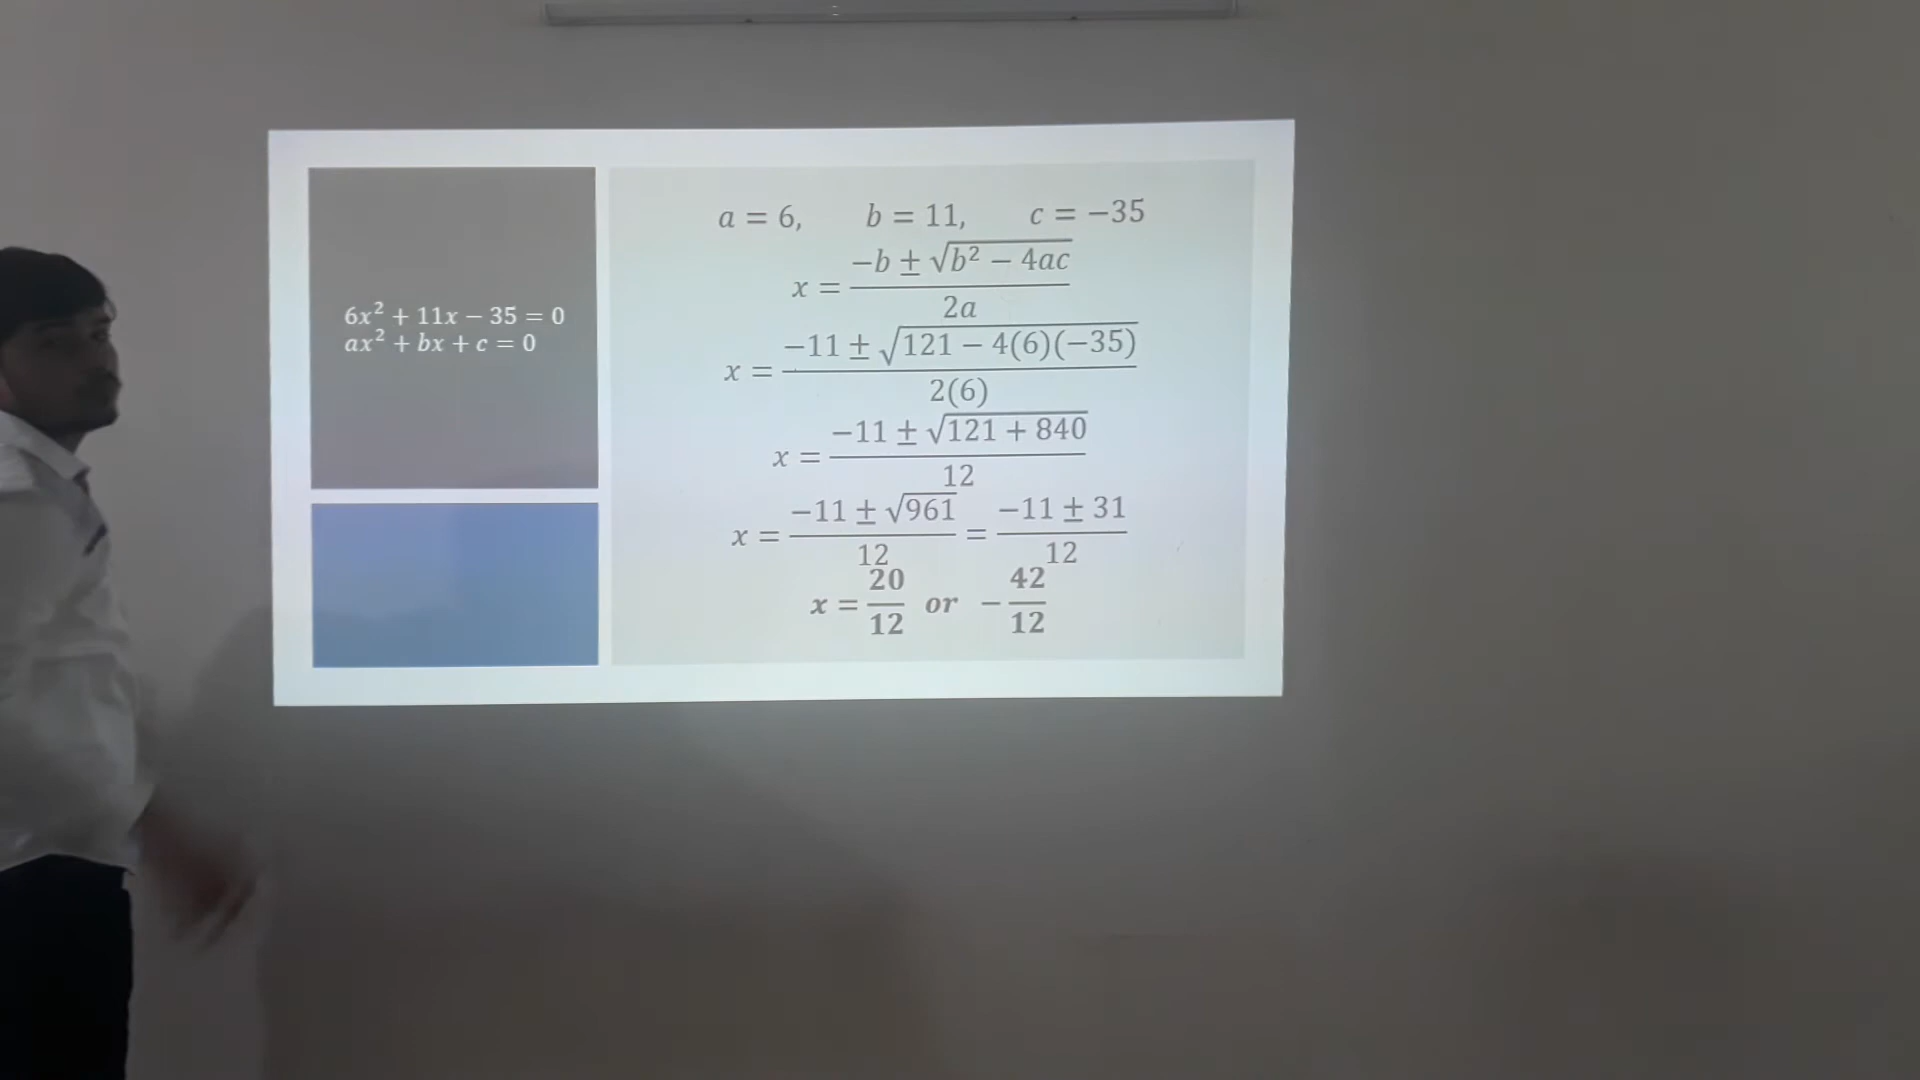 6x² + 11x − 35 = 0
ax² + bx + c = 0
a = 6, b = 11, c = −35
x = (−b ± √(b² − 4ac)) / 2a
x = (−11 ± √(121 − 4(6)(−35))) / 2(6)
x = (−11 ± √(121 + 840)) / 12
x = (−11 ± √961) / 12 = (−11 ± 31) / 12
x = 20/12 or −42/12